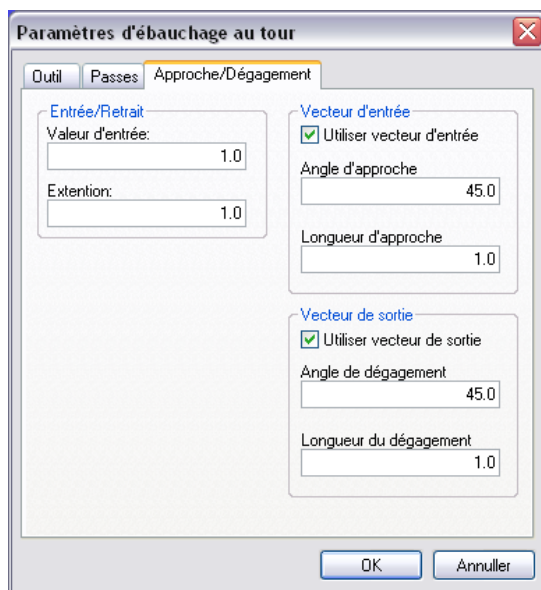 Paramètres d'ébauchage au tour
Outil
Passes
Approche/Dégagement
Entrée/Retrait
Valeur d'entrée:
1.0
Extention:
1.0
Vecteur d'entrée
Utiliser vecteur d'entrée
Angle d'approche
45.0
Longueur d'approche
1.0
Vecteur de sortie
Utiliser vecteur de sortie
Angle de dégagement
45.0
Longueur du dégagement
1.0
OK
Annuller